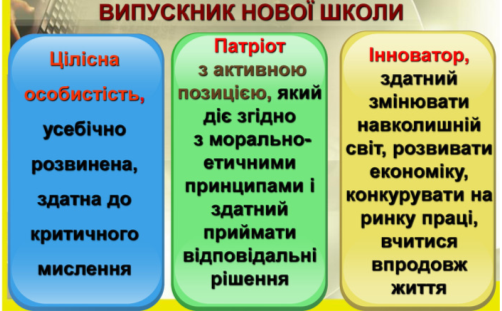 ВИПУСКНИК НОВОЇ ШКОЛИ
Цілісна
особистість,
усебічно
розвинена,
здатна до
критичного
мислення
Патріот
з активною
позицією, який
діє згідно
з морально-
етичними
принципами і
здатний
приймати
відповідальні
рішення
Інноватор,
здатний
змінювати
навколишній
світ, розвивати
економіку,
конкурувати на
ринку праці,
вчитися
впродовж
життя